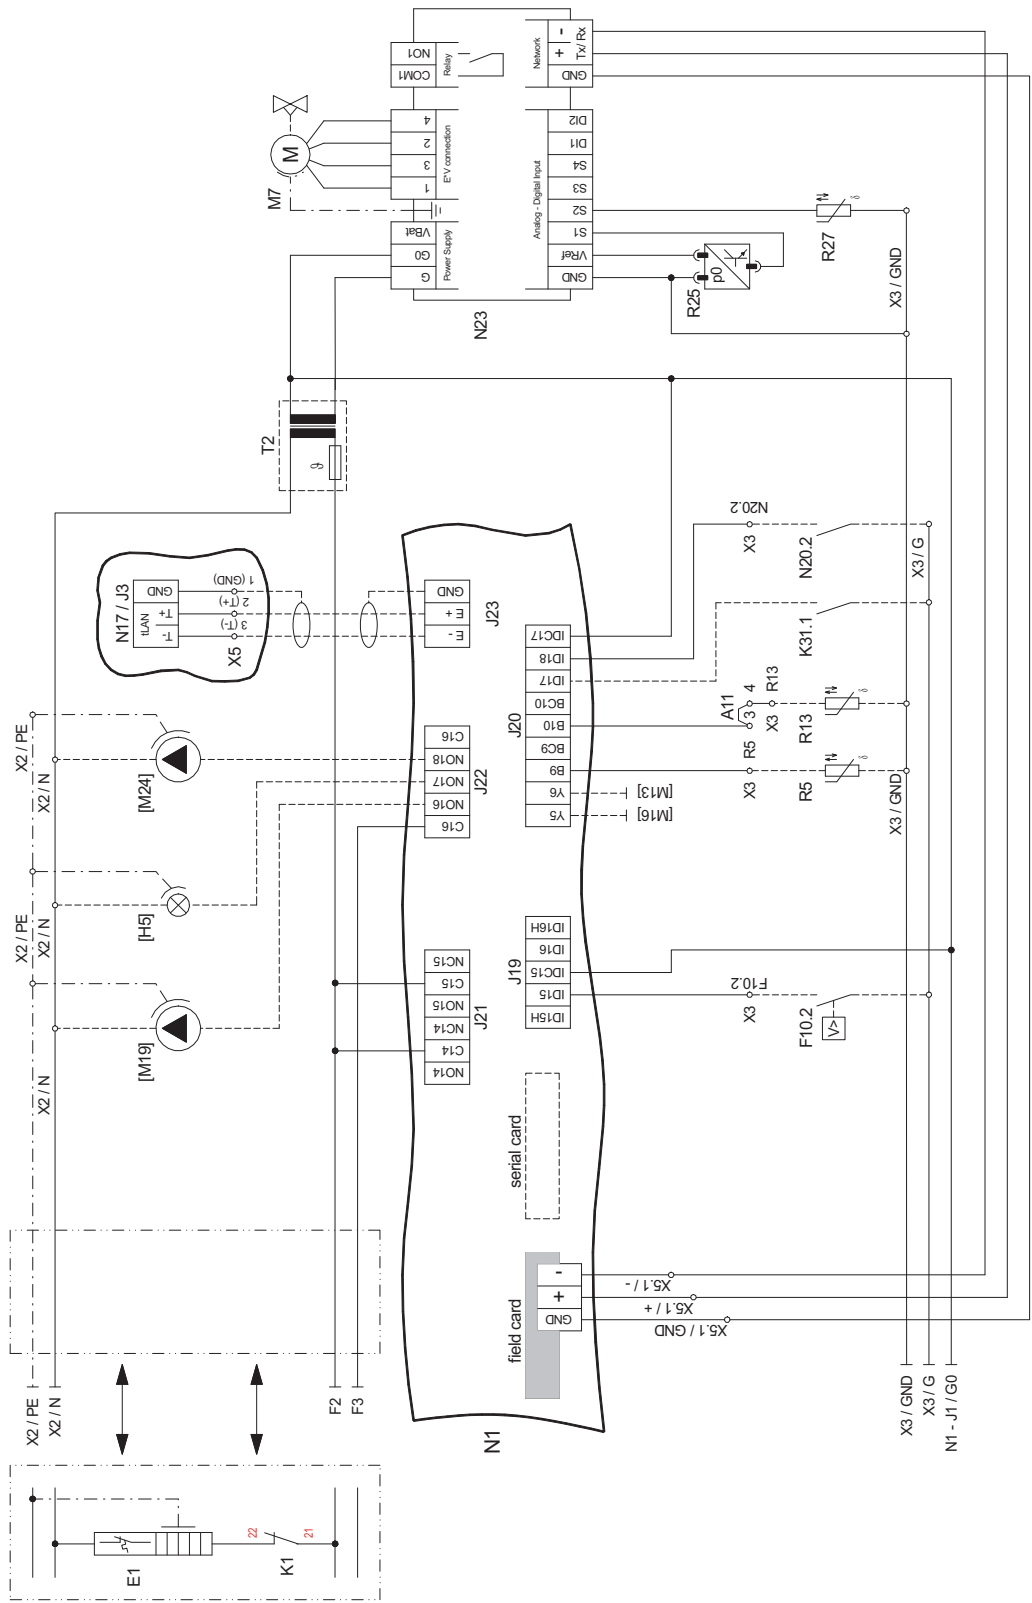 NO1
COM1
Relay
4
2
3
1
E*V connection
VBat
G0
G
Power Supply
M
M7
N23
-
+
Tx/ Rx
GND
Network
DI2
DI1
S4
S3
S2
S1
VRef
GND
Analog - Digital Input
R25
p0
R27
ϑ
X3 / GND
T2
ϑ
N17 / J3
tLAN
GND
T+
T-
1 (GND)
2 (T+)
3 (T-)
X5
GND
E +
E -
J23
X2 / PE
X2 / N
[M24]
C16
NO18
NO17
NO16
C16
J22
X2 / PE
X2 / N
[H5]
NC15
C15
NO15
NC14
C14
NO14
J21
[M19]
X2 / N
IDC17
ID18
ID17
BC10
B10
BC9
B9
Y6
Y5
J20
[M13]
[M16]
N20.2
X3
N20.2
X3 / G
K31.1
A11
4
3
R13
X3
R13
ϑ
R5
X3
R5
ϑ
X3 / GND
ID16H
ID16
IDC15
ID15
ID15H
J19
F10.2
X3
F10.2
V>
serial card
field card
-
+
GND
X5.1 / -
X5.1 / +
X5.1 / GND
N1
X2 / PE
X2 / N
F2
F3
X3 / GND
X3 / G
N1 - J1 / G0
E1
K1
22
21